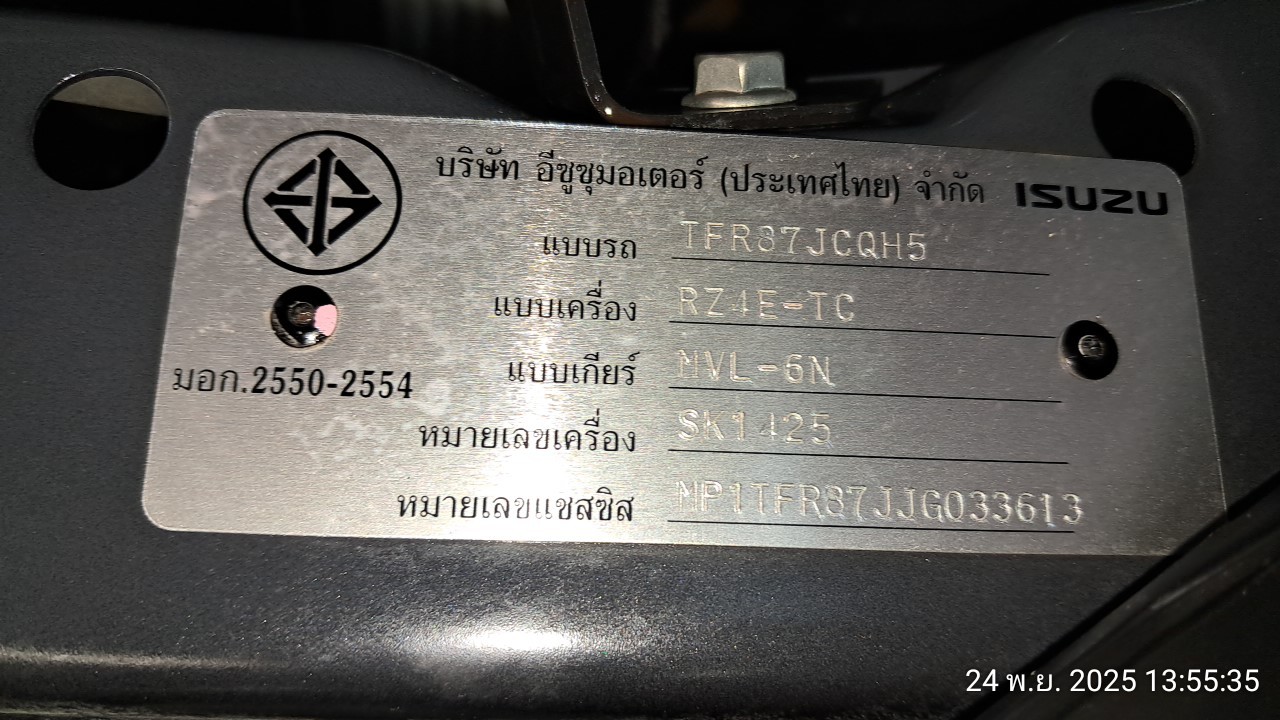 บริษัท อีซูซุมอเตอร์ (ประเทศไทย) จำกัด ISUZU
แบบรถ TFR87JCQH5
แบบเครื่อง RZ4E-TC
แบบเกียร์ MVL-6N
มอก.2550-2554
หมายเลขเครื่อง SK1425
หมายเลขแชสซิส MP1TFR87JJG033613
24 พ.ย. 2025 13:55:35